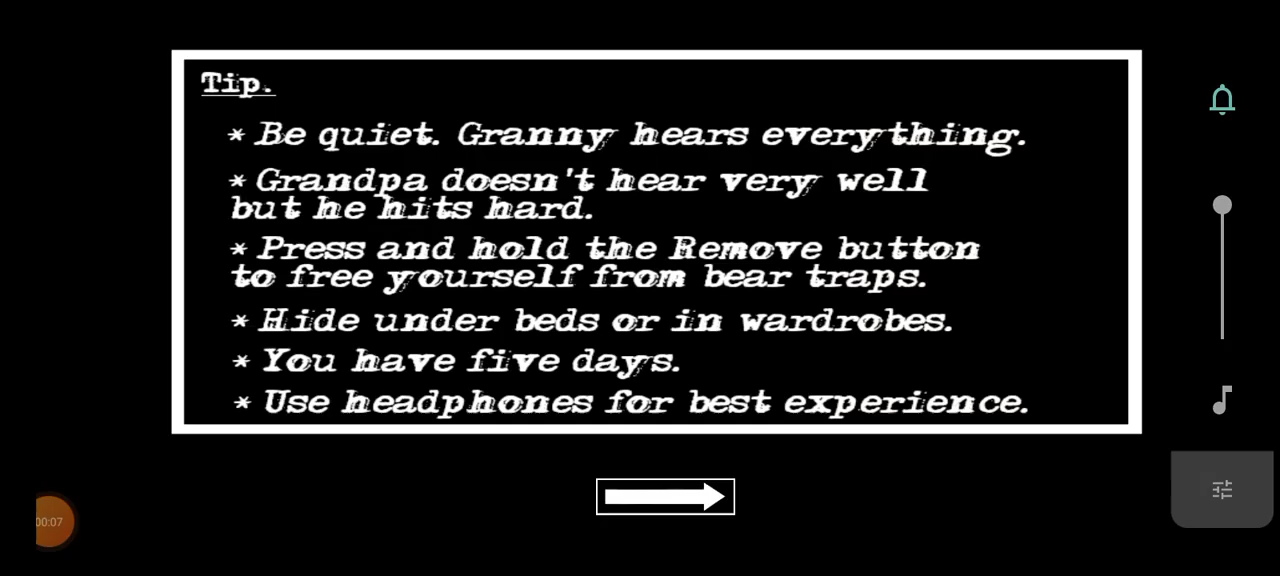 Tip.
* Be quiet. Granny hears everything.
* Grandpa doesn't hear very well
but he hits hard.
* Press and hold the Remove button
to free yourself from bear traps.
* Hide under beds or in wardrobes.
* You have five days.
* Use headphones for best experience.
00:07